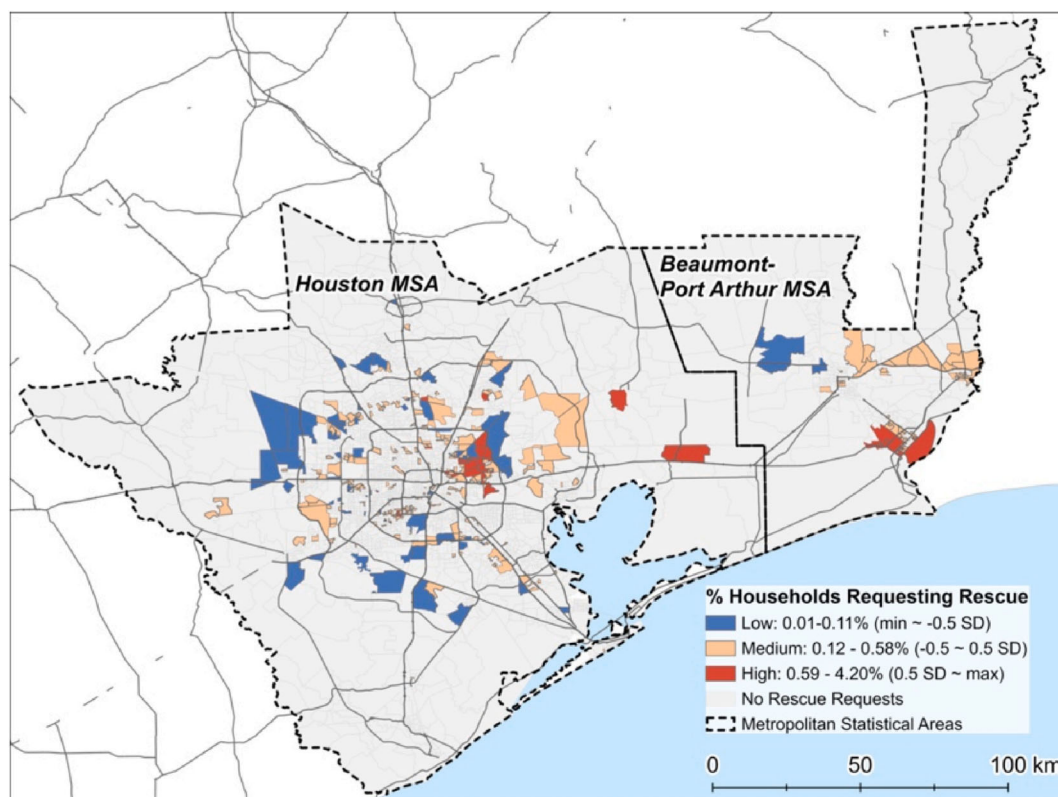 Houston MSA
Beaumont-
Port Arthur MSA
% Households Requesting Rescue
Low: 0.01-0.11% (min ~ -0.5 SD)
Medium: 0.12 - 0.58% (-0.5 ~ 0.5 SD)
High: 0.59 - 4.20% (0.5 SD ~ max)
No Rescue Requests
Metropolitan Statistical Areas
0 50 100 km